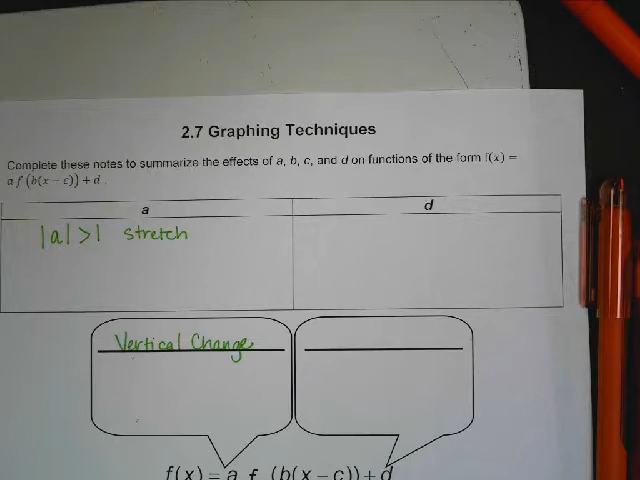 2.7 Graphing Techniques
Complete these notes to summarize the effects of a, b, c, and d on functions of the form f(x) =
a f (b(x − c)) + d .
a
d
|a| > 1 stretch
Vertical Change
f(x) = a f (b(x − c)) + d